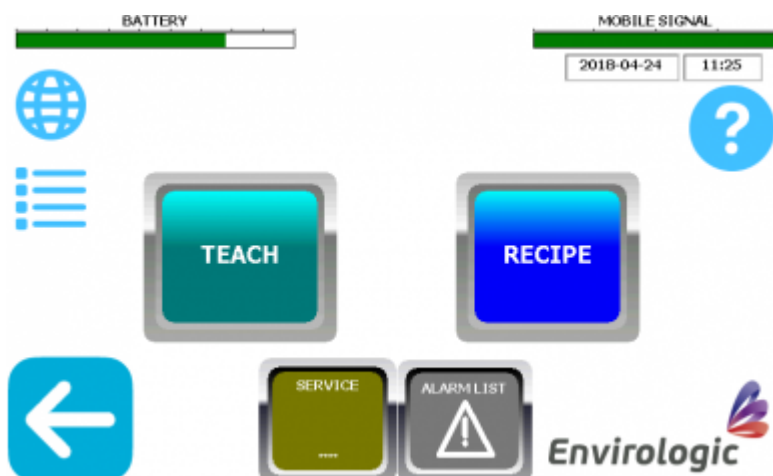 BATTERY
MOBILE SIGNAL
2018-04-24 11:25
?
TEACH
RECIPE
SERVICE
....
ALARM LIST
!
Envirologic